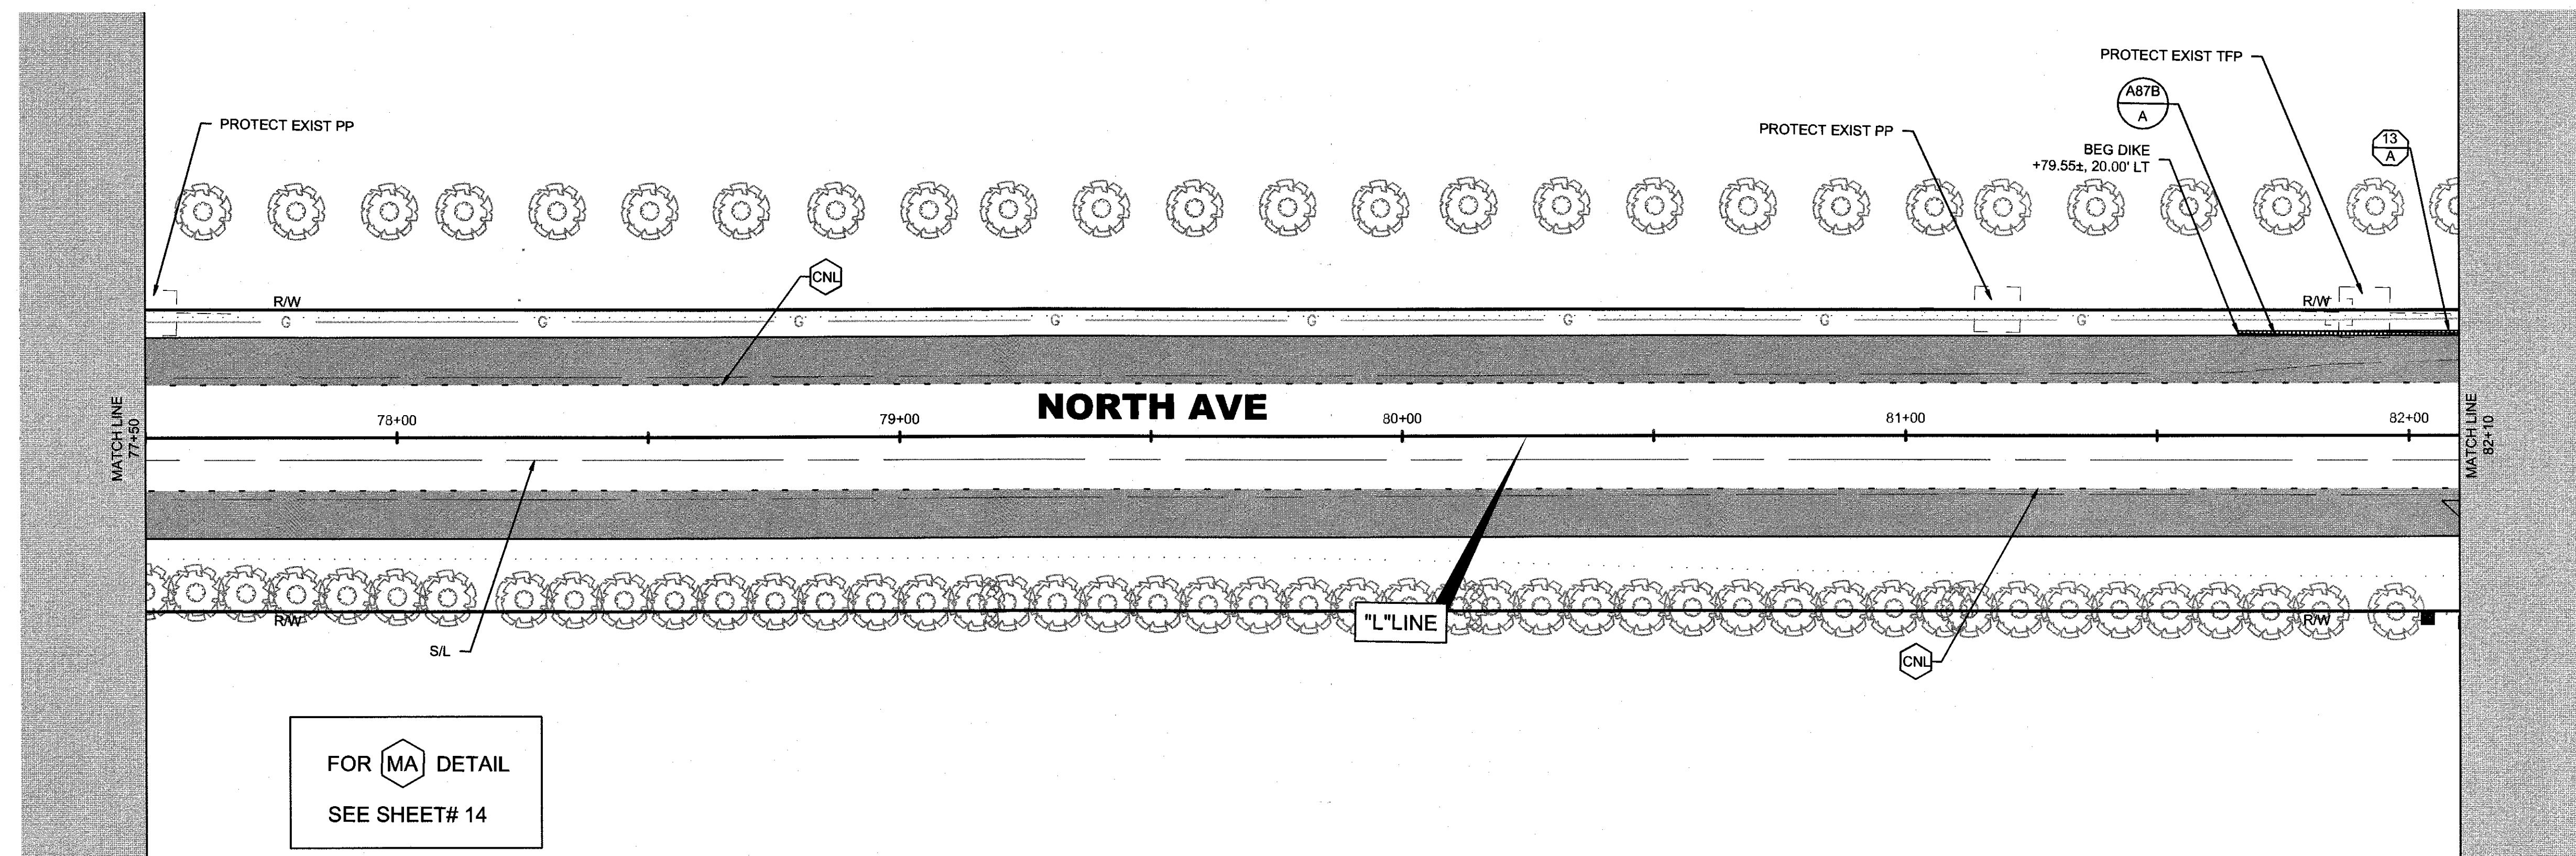 PROTECT EXIST TFP
A87B
A
PROTECT EXIST PP
PROTECT EXIST PP
13
A
BEG DIKE
+79.55±, 20.00' LT
CNL
R/W
R/W
G G G G G G G G
NORTH AVE
MATCH LINE
77+50
78+00
79+00
80+00
81+00
82+00
MATCH LINE
82+10
R/W
R/W
"L"LINE
S/L
CNL
FOR MA DETAIL
SEE SHEET# 14